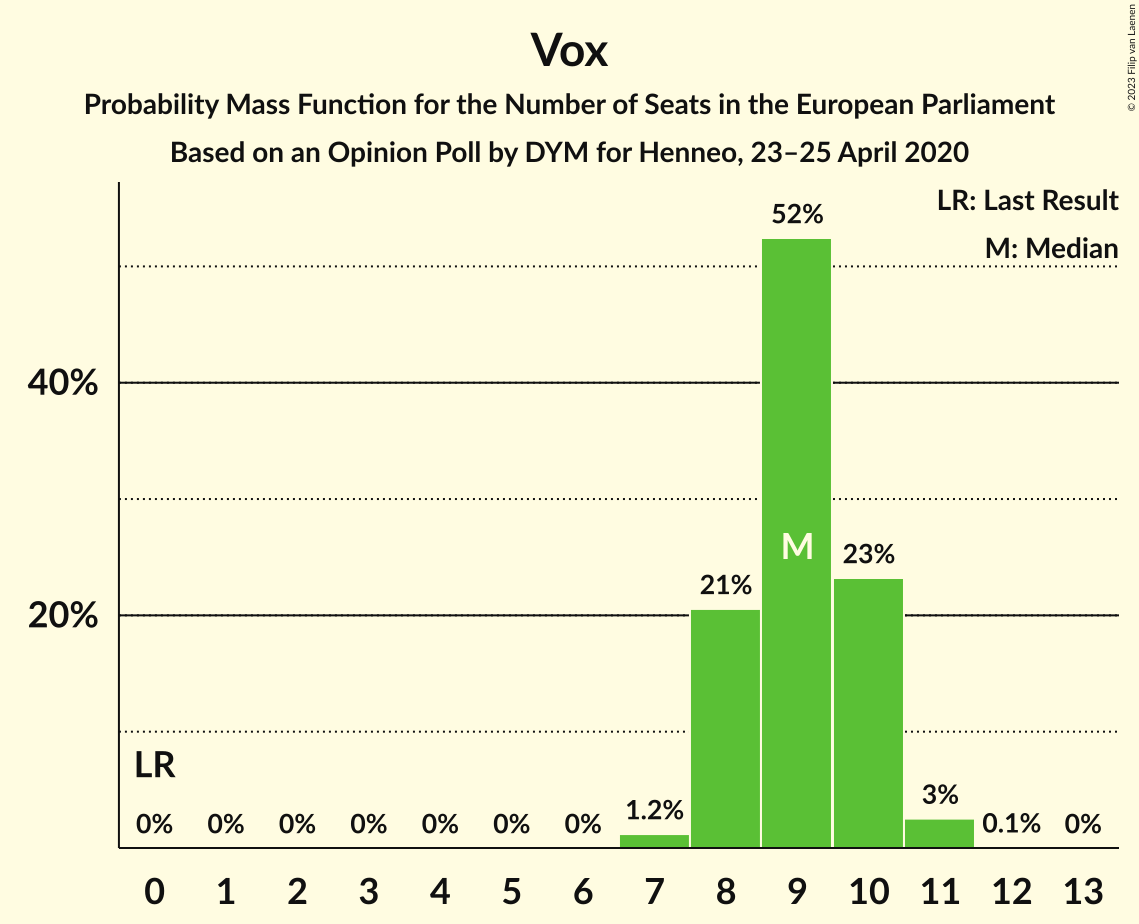 Vox
Probability Mass Function for the Number of Seats in the European Parliament
Based on an Opinion Poll by DYM for Henneo, 23–25 April 2020
© 2023 Filip van Laenen
LR: Last Result
M: Median
52%
40%
M
23%
21%
20%
LR
0% 0% 0% 0% 0% 0% 0% 1.2% 3% 0.1% 0%
0 1 2 3 4 5 6 7 8 9 10 11 12 13